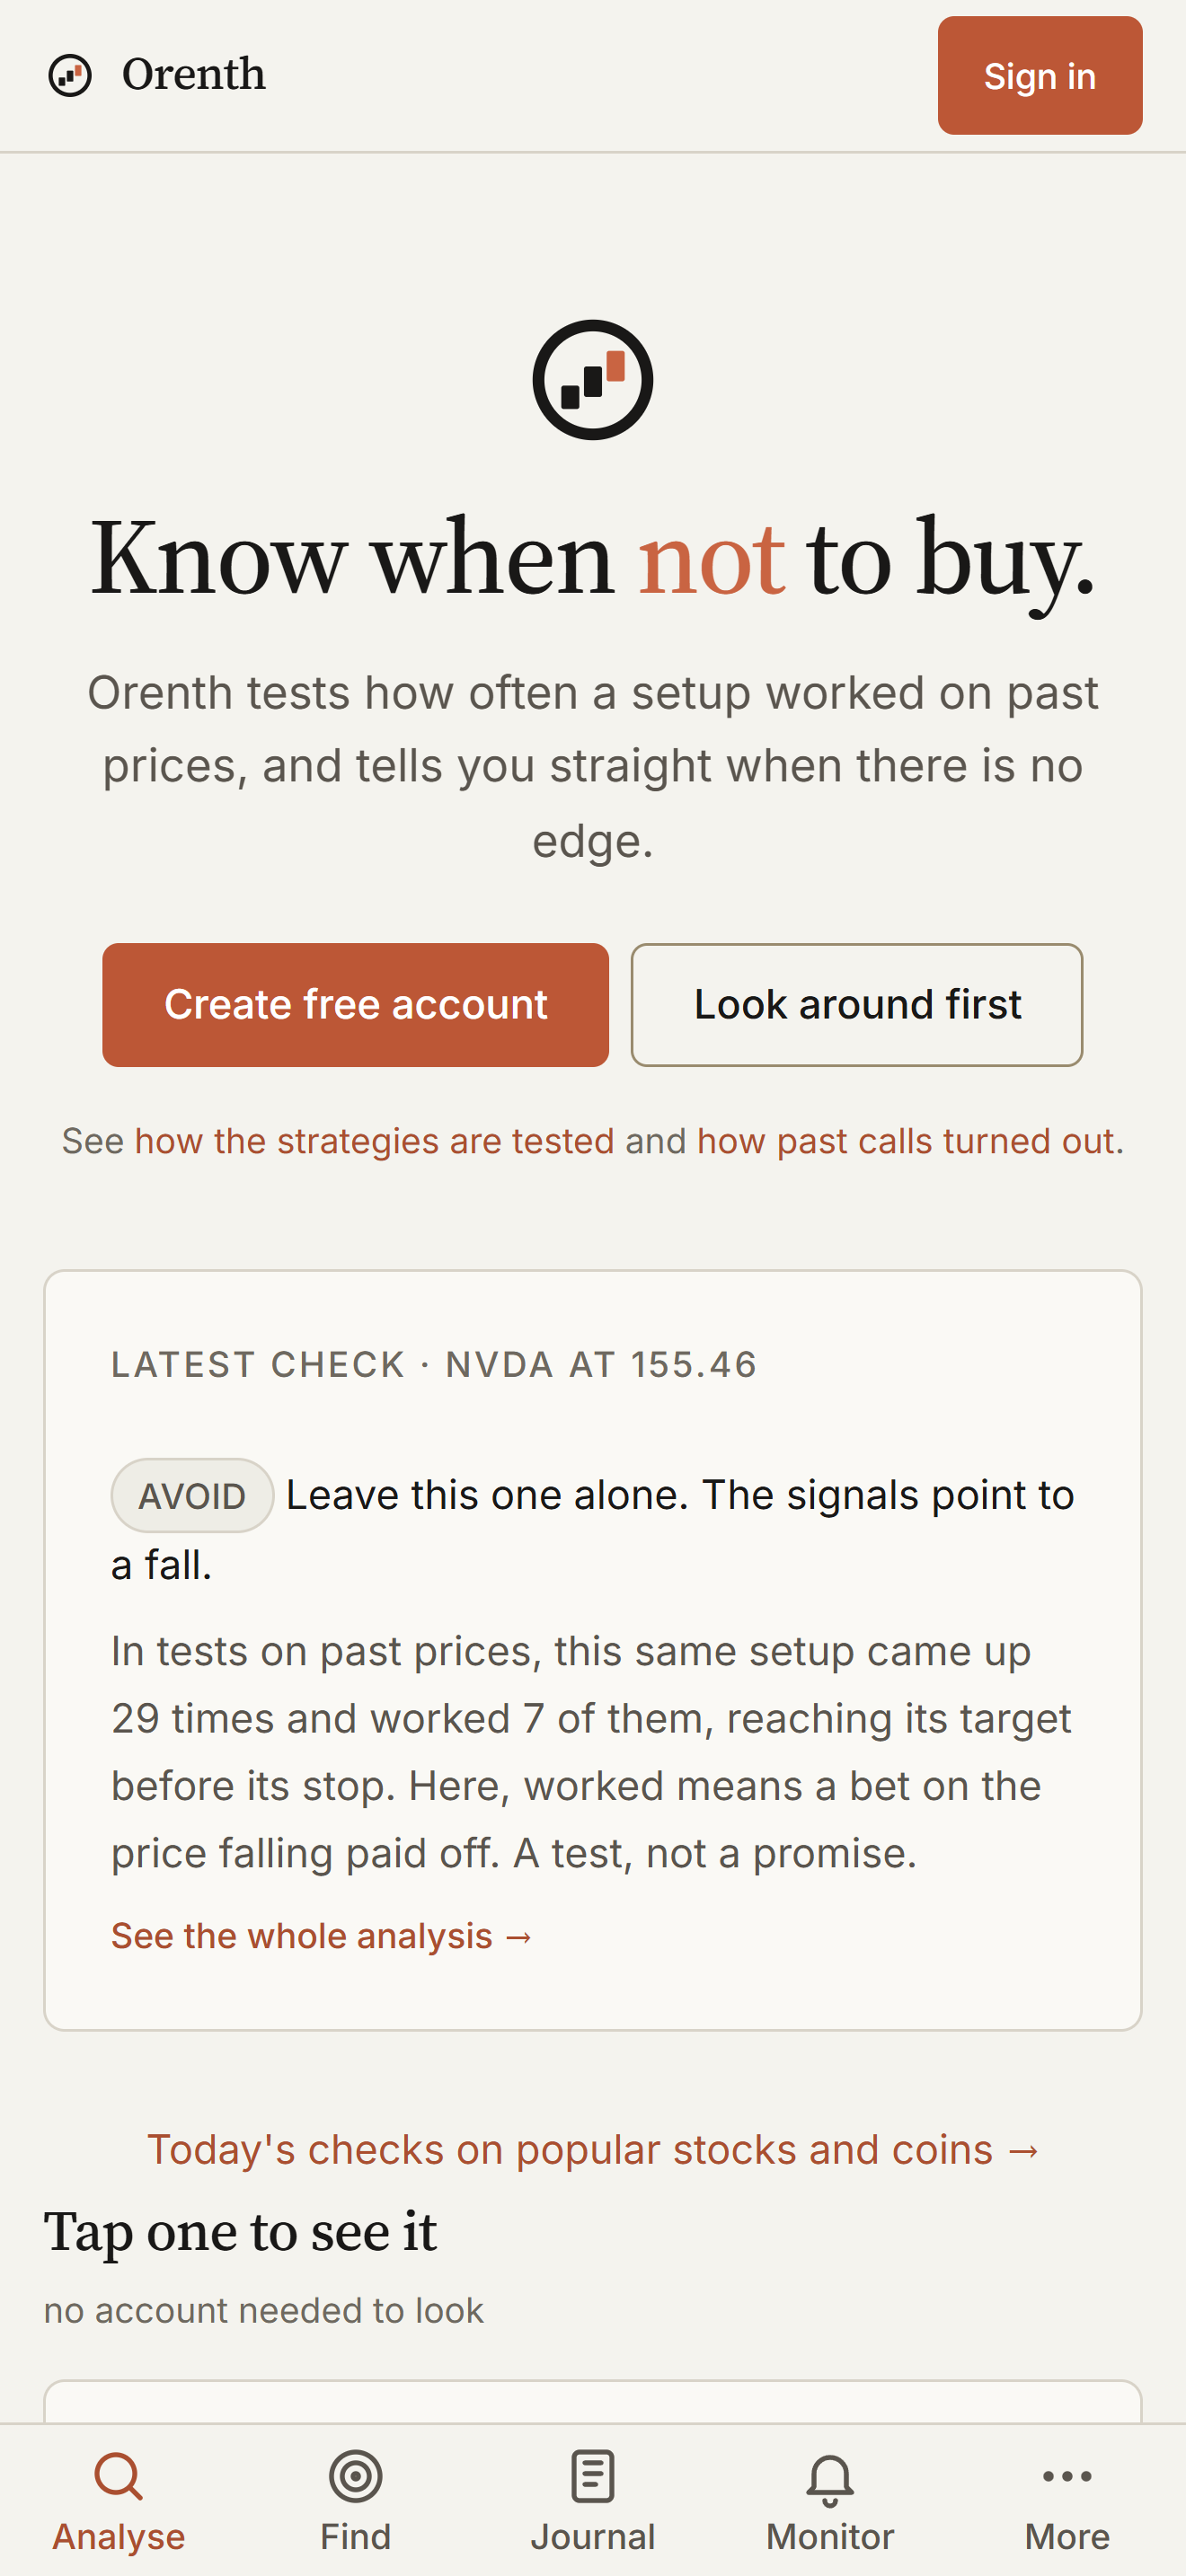 Orenth
Sign in
Know when not to buy.
Orenth tests how often a setup worked on past
prices, and tells you straight when there is no
edge.
Create free account
Look around first
See how the strategies are tested and how past calls turned out.
LATEST CHECK · NVDA AT 155.46
AVOID Leave this one alone. The signals point to
a fall.
In tests on past prices, this same setup came up
29 times and worked 7 of them, reaching its target
before its stop. Here, worked means a bet on the
price falling paid off. A test, not a promise.
See the whole analysis →
Today's checks on popular stocks and coins →
Tap one to see it
no account needed to look
Analyse
Find
Journal
Monitor
More